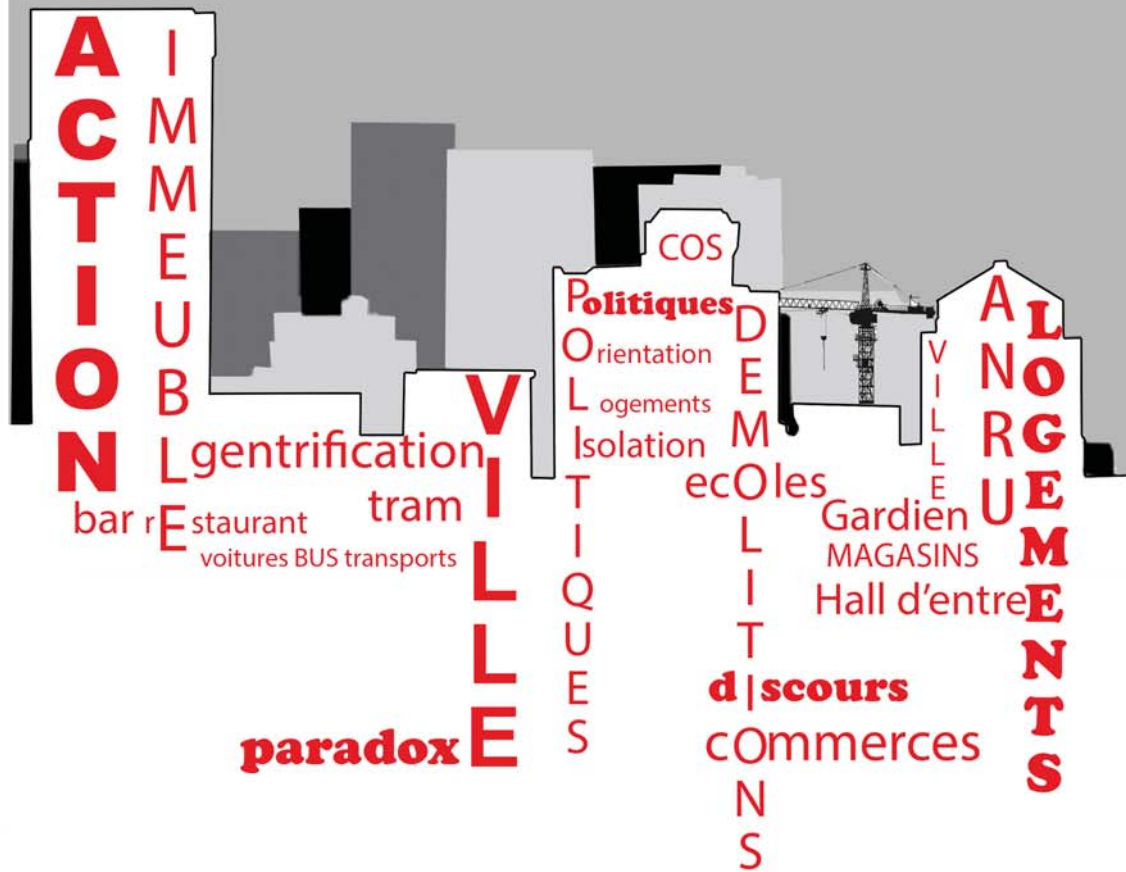 ACTION
IMMEUBLE
gentrification
tram
bar restaurant
voitures BUS transports
VILLE
paradoxE
COS
POLITIQUES
Politiques
Orientation
Logements
Isolation
DEMOLITIONS
ecOles
discours
cOmmerces
VILLE
ANRU
LOGEMENTS
Gardien
MAGASINS
Hall d'entrE